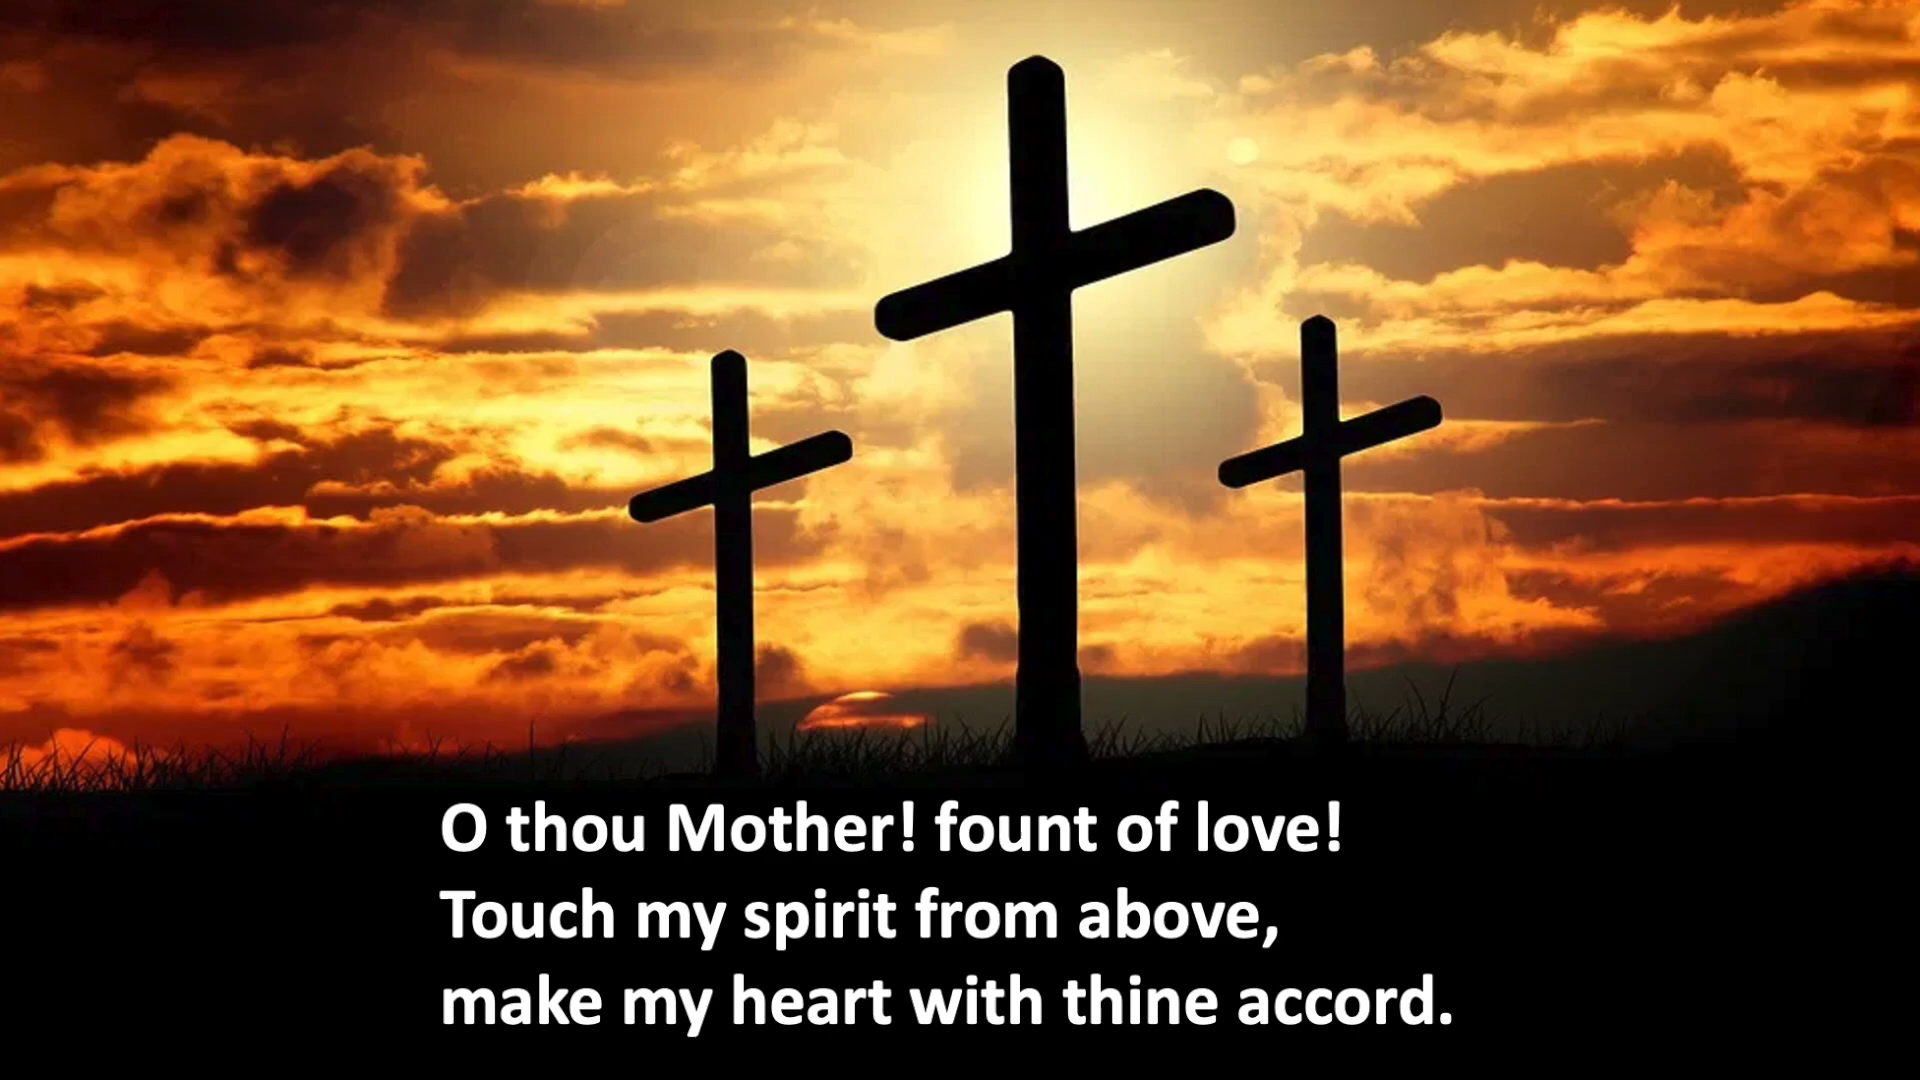 O thou Mother! fount of love!
Touch my spirit from above,
make my heart with thine accord.